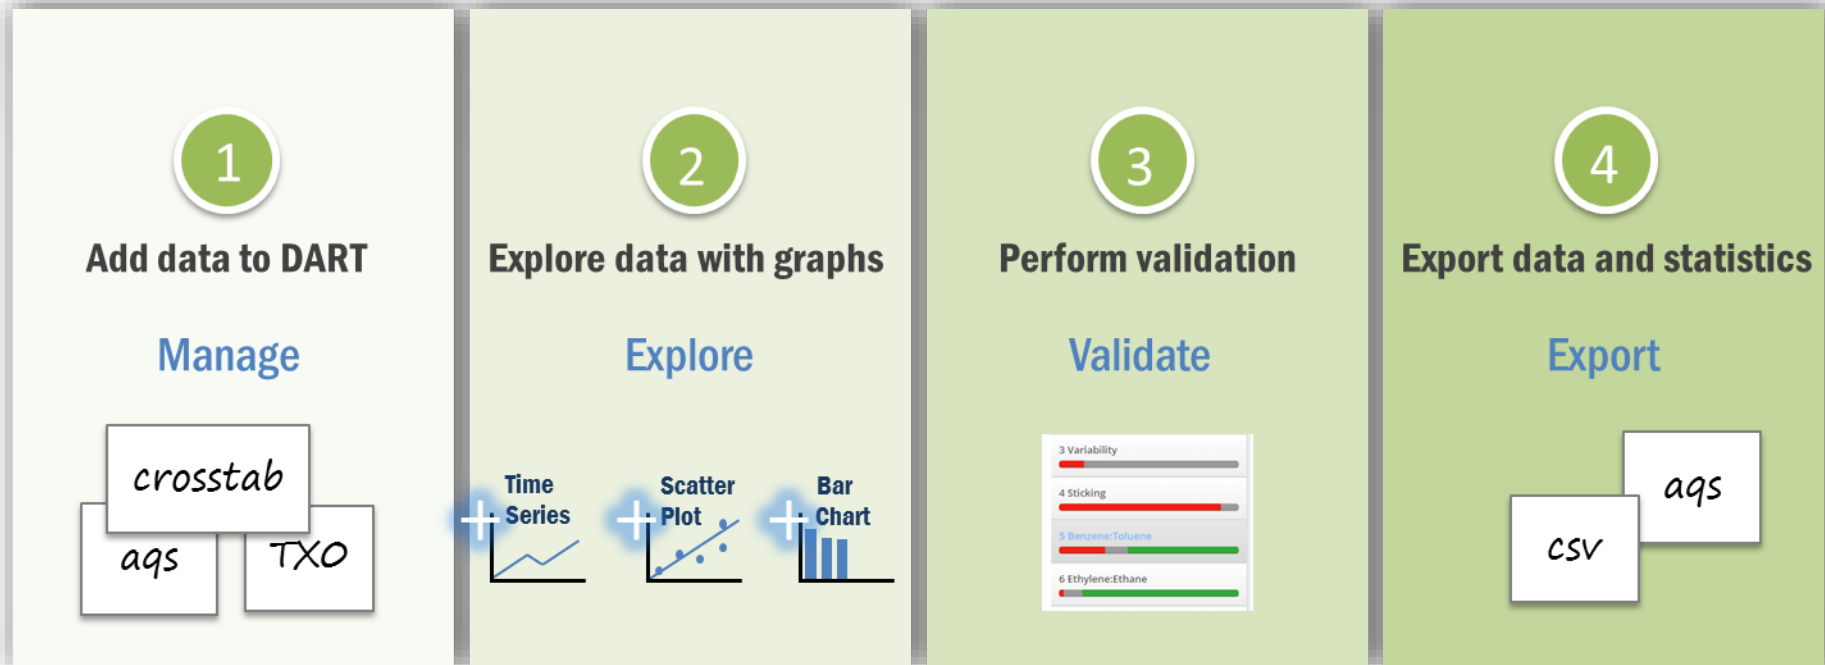 1
Add data to DART
Manage
crosstab
aqs
TXO
2
Explore data with graphs
Explore
Time
Series
Scatter
Plot
Bar
Chart
3
Perform validation
Validate
3 Variability
4 Sticking
5 Benzene:Toluene
6 Ethylene:Ethane
4
Export data and statistics
Export
aqs
csv